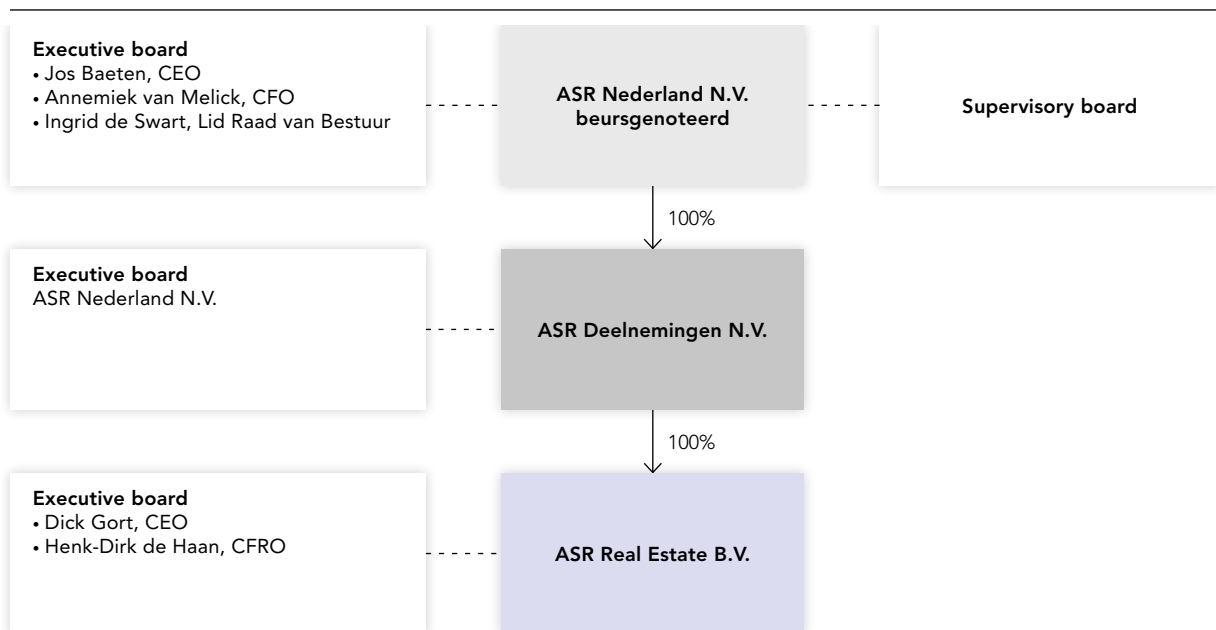 Executive board
• Jos Baeten, CEO
• Annemiek van Melick, CFO
• Ingrid de Swart, Lid Raad van Bestuur
ASR Nederland N.V.
beursgenoteerd
Supervisory board
100%
Executive board
ASR Nederland N.V.
ASR Deelnemingen N.V.
100%
Executive board
• Dick Gort, CEO
• Henk-Dirk de Haan, CFRO
ASR Real Estate B.V.